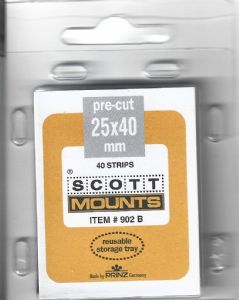 pre-cut
25x40
mm
40 STRIPS
® SCOTT
MOUNTS
ITEM # 902 B
reusable
storage tray
Made by PRINZ Germany